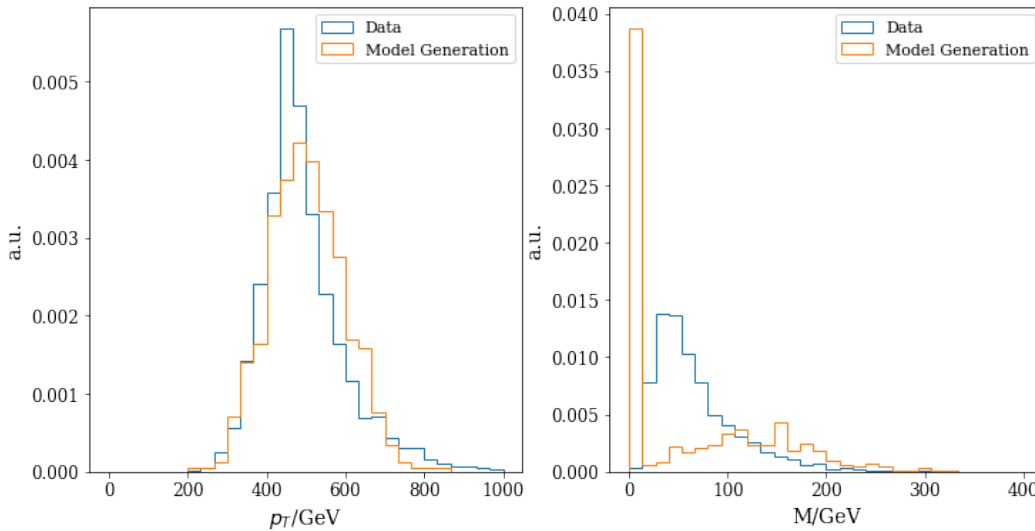 Data
Model Generation
0.005
0.004
0.003
0.002
0.001
0.000
a.u.
0 200 400 600 800 1000
p_T/GeV
Data
Model Generation
0.040
0.035
0.030
0.025
0.020
0.015
0.010
0.005
0.000
a.u.
0 100 200 300 400
M/GeV